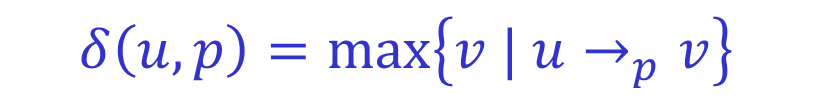 𝛿(𝑢, 𝑝) = max{𝑣 | 𝑢 →ₚ 𝑣}